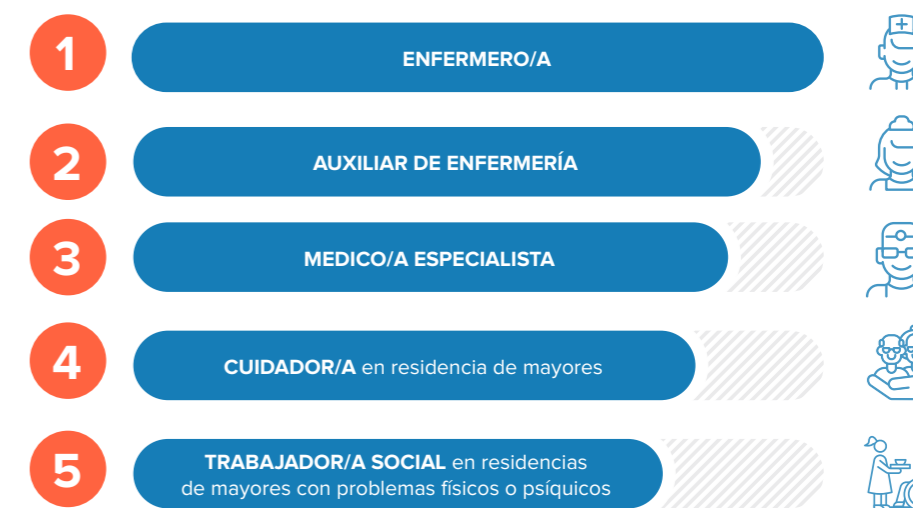 1
ENFERMERO/A
2
AUXILIAR DE ENFERMERÍA
3
MEDICO/A ESPECIALISTA
4
CUIDADOR/A en residencia de mayores
5
TRABAJADOR/A SOCIAL en residencias
de mayores con problemas físicos o psíquicos